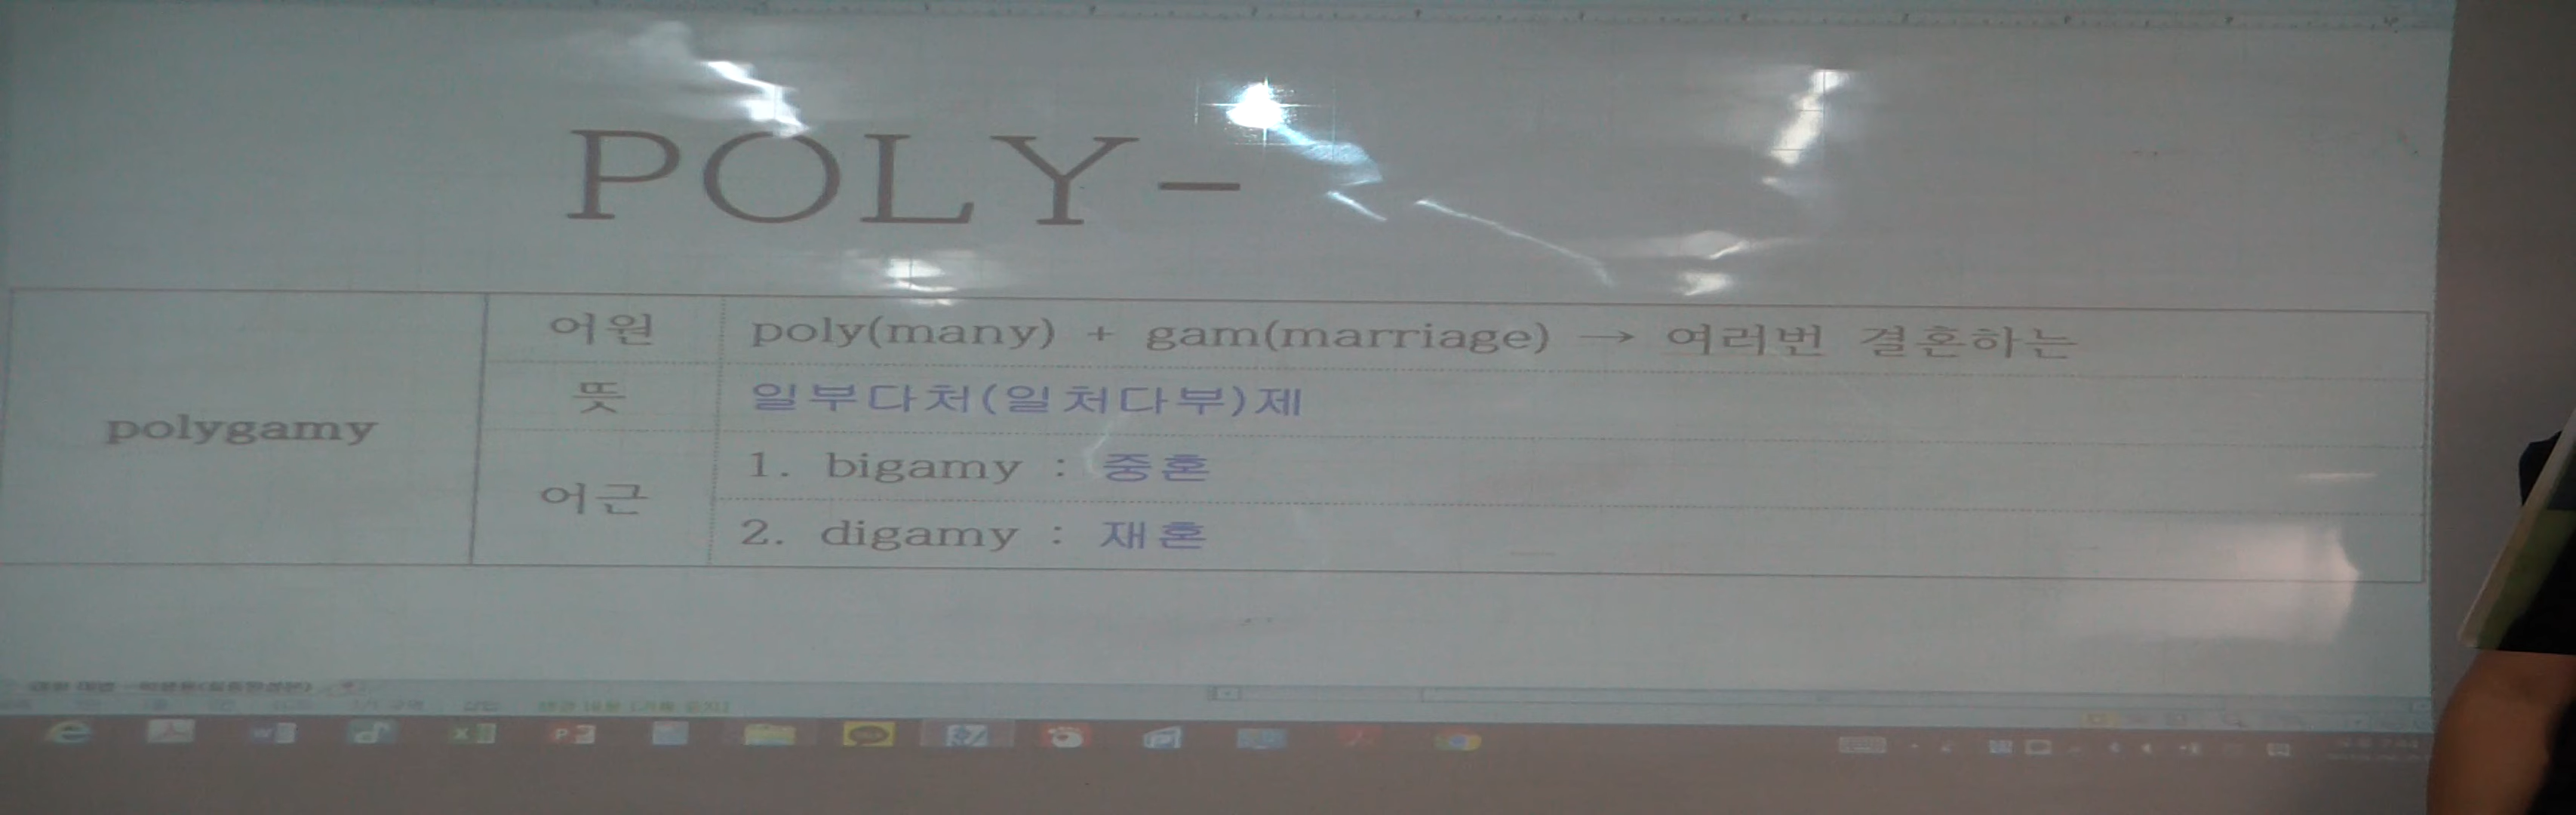 POLY-
어원 poly(many) + gam(marriage) → 여러번 결혼하는
뜻 일부다처(일처다부)제
polygamy
1. bigamy : 중혼
어근
2. digamy : 재혼